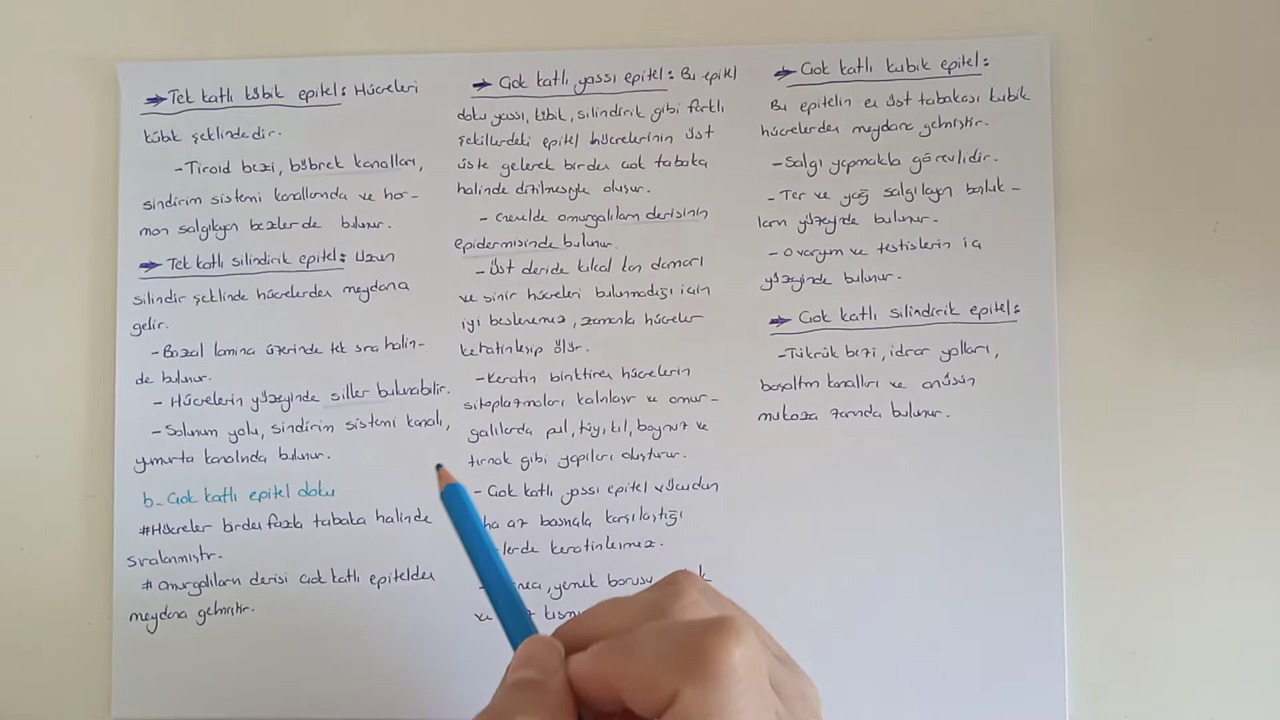 → Tek katlı kübik epitel: Hücreleri
kübik şeklindedir.
- Tiroid bezi, böbrek kanalları,
sindirim sistemi kanallarında ve hor-
mon salgılayan bezlerde bulunur.
→ Tek katlı silindirik epitel: Uzun
silindir şeklinde hücrelerden meydana
gelir.
- Bazal lamina üzerinde tek sıra halin-
de bulunur.
- Hücrelerin yüzeyinde siller bulunabilir.
- Solunum yolu, sindirim sistemi kanalı,
yumurta kanalında bulunur.
b- Çok katlı epitel doku
# Hücreler birden fazla tabaka halinde
sıralanmıştır.
# Omurgalıların derisi çok katlı epitelden
meydana gelmiştir.
→ Çok katlı yassı epitel: Bu epitel
doku yassı, kübik, silindirik gibi farklı
şekillerdeki epitel hücrelerinin üst
üste gelerek birden çok tabaka
halinde dizilmesiyle oluşur.
- Genelde omurgalıların derisinin
epidermisinde bulunur.
- Üst deride kılcal kan damarı
ve sinir hücreleri bulunmadığı için
iyi beslenemez, zamanla hücreler
keratinleşip ölür.
- Keratin biriktiren hücrelerin
sitoplazmaları kalınlaşır ve omur-
galılarda pul, tüy, kıl, boynuz ve
tırnak gibi yapıları oluşturur.
- Çok katlı yassı epitel vücudun
ha az basınçla karşılaştığı
lerde keratinleşmez.
yemek borusu
ve
→ Çok katlı kübik epitel:
Bu epitelin en üst tabakası kübik
hücrelerden meydana gelmiştir.
- Salgı yapmakla görevlidir.
- Ter ve yağ salgılayan boşluk-
ların yüzeyinde bulunur.
- Ovaryum ve testislerin iç
yüzeyinde bulunur.
→ Çok katlı silindirik epitel:
- Tükrük bezi, idrar yolları,
boşaltım kanalları ve anüsün
mukoza zarında bulunur.